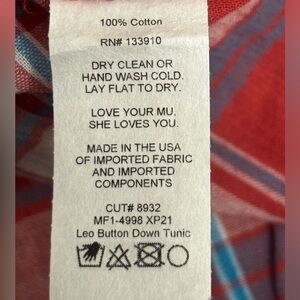 100% Cotton
RN# 133910
DRY CLEAN OR
HAND WASH COLD.
LAY FLAT TO DRY.
LOVE YOUR MU,
SHE LOVES YOU.
MADE IN THE USA
OF IMPORTED FABRIC
AND IMPORTED
COMPONENTS
CUT# 8932
MF1-4998 XP21
Leo Button Down Tunic